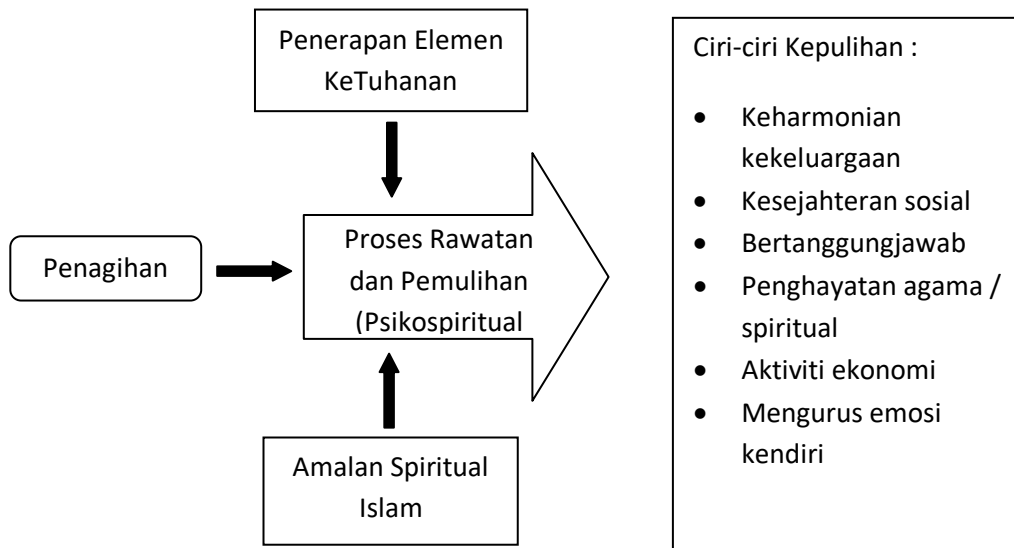 Penerapan Elemen
KeTuhanan
Penagihan
Proses Rawatan
dan Pemulihan
(Psikospiritual
Amalan Spiritual
Islam
Ciri-ciri Kepulihan :
• Keharmonian
kekeluargaan
• Kesejahteran sosial
• Bertanggungjawab
• Penghayatan agama /
spiritual
• Aktiviti ekonomi
• Mengurus emosi
kendiri